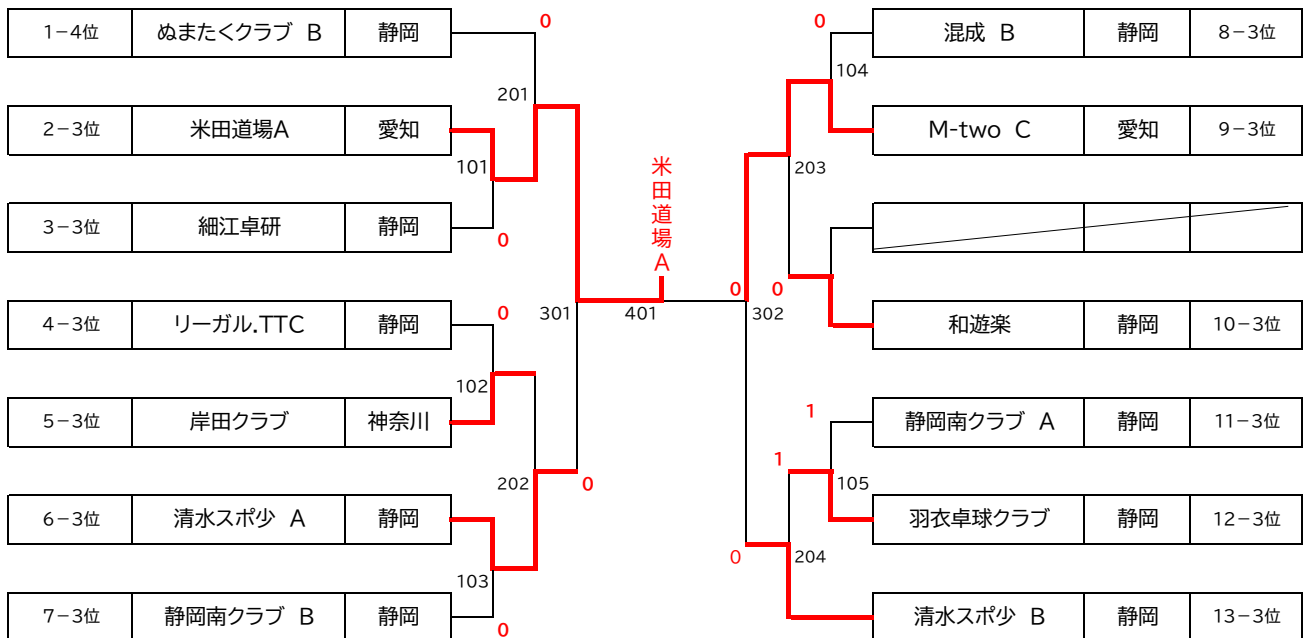 0
0
1－4位 ぬまたくクラブ B 静岡
混成 B 静岡 8－3位
104
201
2－3位 米田道場A 愛知
M-two C 愛知 9－3位
101
米田道場A
203
3－3位 細江卓研 静岡
0
0
0
0
4－3位 リーガル.TTC 静岡
301
401
302
和遊楽 静岡 10－3位
102
5－3位 岸田クラブ 神奈川
1
静岡南クラブ A 静岡 11－3位
1
202
0
105
6－3位 清水スポ少 A 静岡
羽衣卓球クラブ 静岡 12－3位
0
204
103
7－3位 静岡南クラブ B 静岡
清水スポ少 B 静岡 13－3位
0